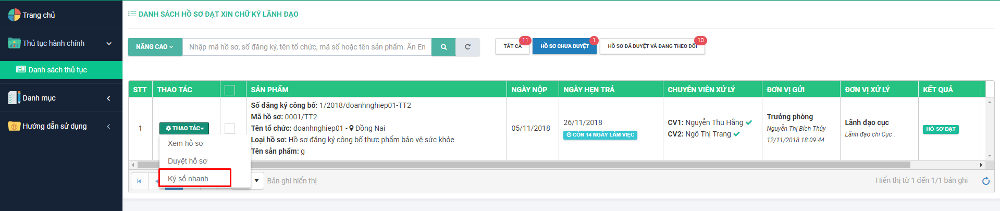 Trang chủ
Thủ tục hành chính
Danh sách thủ tục
Danh mục
Hướng dẫn sử dụng
DANH SÁCH HỒ SƠ ĐẠT XIN CHỮ KÝ LÃNH ĐẠO
NÂNG CAO
Nhập mã hồ sơ, số đăng ký, tên tổ chức, mã số hoặc tên sản phẩm. Ấn En
TẤT CẢ 11
HỒ SƠ CHƯA DUYỆT 1
HỒ SƠ ĐÃ DUYỆT VÀ ĐANG THEO DÕI 10
STT THAO TÁC SẢN PHẨM NGÀY NỘP NGÀY HẸN TRẢ CHUYÊN VIÊN XỬ LÝ ĐƠN VỊ GỬI ĐƠN VỊ XỬ LÝ KẾT QUẢ
1
THAO TÁC
Xem hồ sơ
Duyệt hồ sơ
Ký số nhanh
Số đăng ký công bố: 1/2018/doanhnghiep01-TT2
Mã hồ sơ: 0001/TT2
Tên tổ chức: doanhnghiep01 - Đồng Nai
Loại hồ sơ: Hồ sơ đăng ký công bố thực phẩm bảo vệ sức khỏe
Tên sản phẩm: g
05/11/2018
26/11/2018
CÒN 14 NGÀY LÀM VIỆC
CV1: Nguyễn Thu Hằng
CV2: Ngô Thị Trang
Trưởng phòng
Nguyễn Thị Bích Thủy
12/11/2018 18:09:44
Lãnh đạo cục
Lãnh đạo chi Cục .
HỒ SƠ ĐẠT
Bản ghi hiển thị
Hiển thị từ 1 đến 1/1 bản ghi